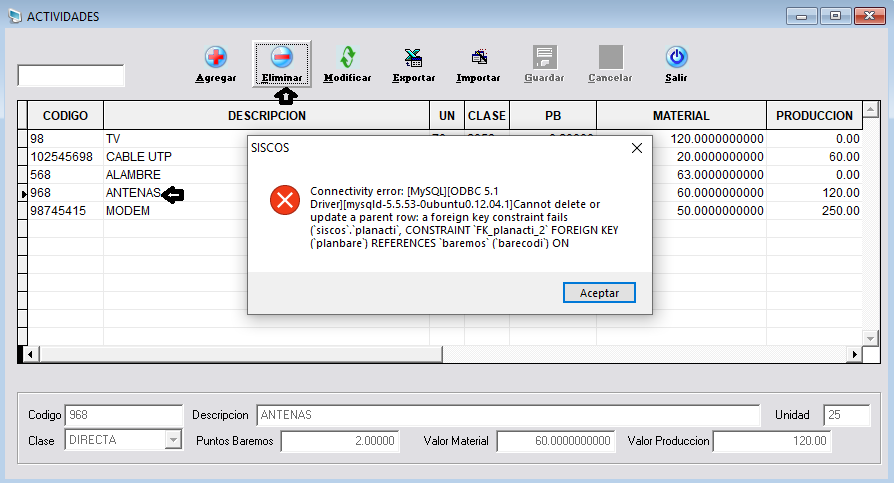 ACTIVIDADES
Agregar Eliminar Modificar Exportar Importar Guardar Cancelar Salir
CODIGO DESCRIPCION UN CLASE PB MATERIAL PRODUCCION
98 TV 120.0000000000 0.00
102545698 CABLE UTP 20.0000000000 60.00
568 ALAMBRE 63.0000000000 0.00
968 ANTENAS 60.0000000000 120.00
98745415 MODEM 50.0000000000 250.00
SISCOS
Connectivity error: [MySQL][ODBC 5.1
Driver][mysqld-5.5.53-0ubuntu0.12.04.1]Cannot delete or
update a parent row: a foreign key constraint fails
(`siscos`.`planacti`, CONSTRAINT `FK_planacti_2` FOREIGN KEY
(`planbare`) REFERENCES `baremos` (`barecodi`) ON
Aceptar
Codigo 968 Descripcion ANTENAS Unidad 25
Clase DIRECTA Puntos Baremos 2.00000 Valor Material 60.0000000000 Valor Produccion 120.00